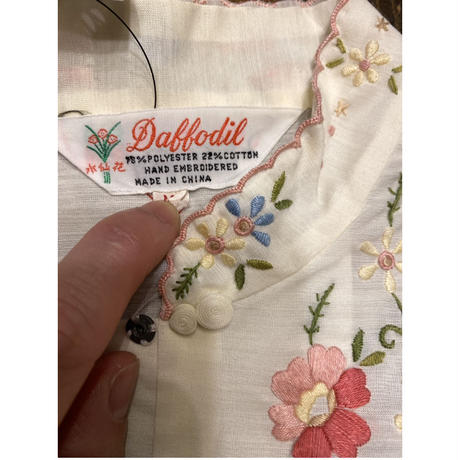 Daffodil
水仙花
78%POLYESTER 22%COTTON
HAND EMBROIDERED
MADE IN CHINA